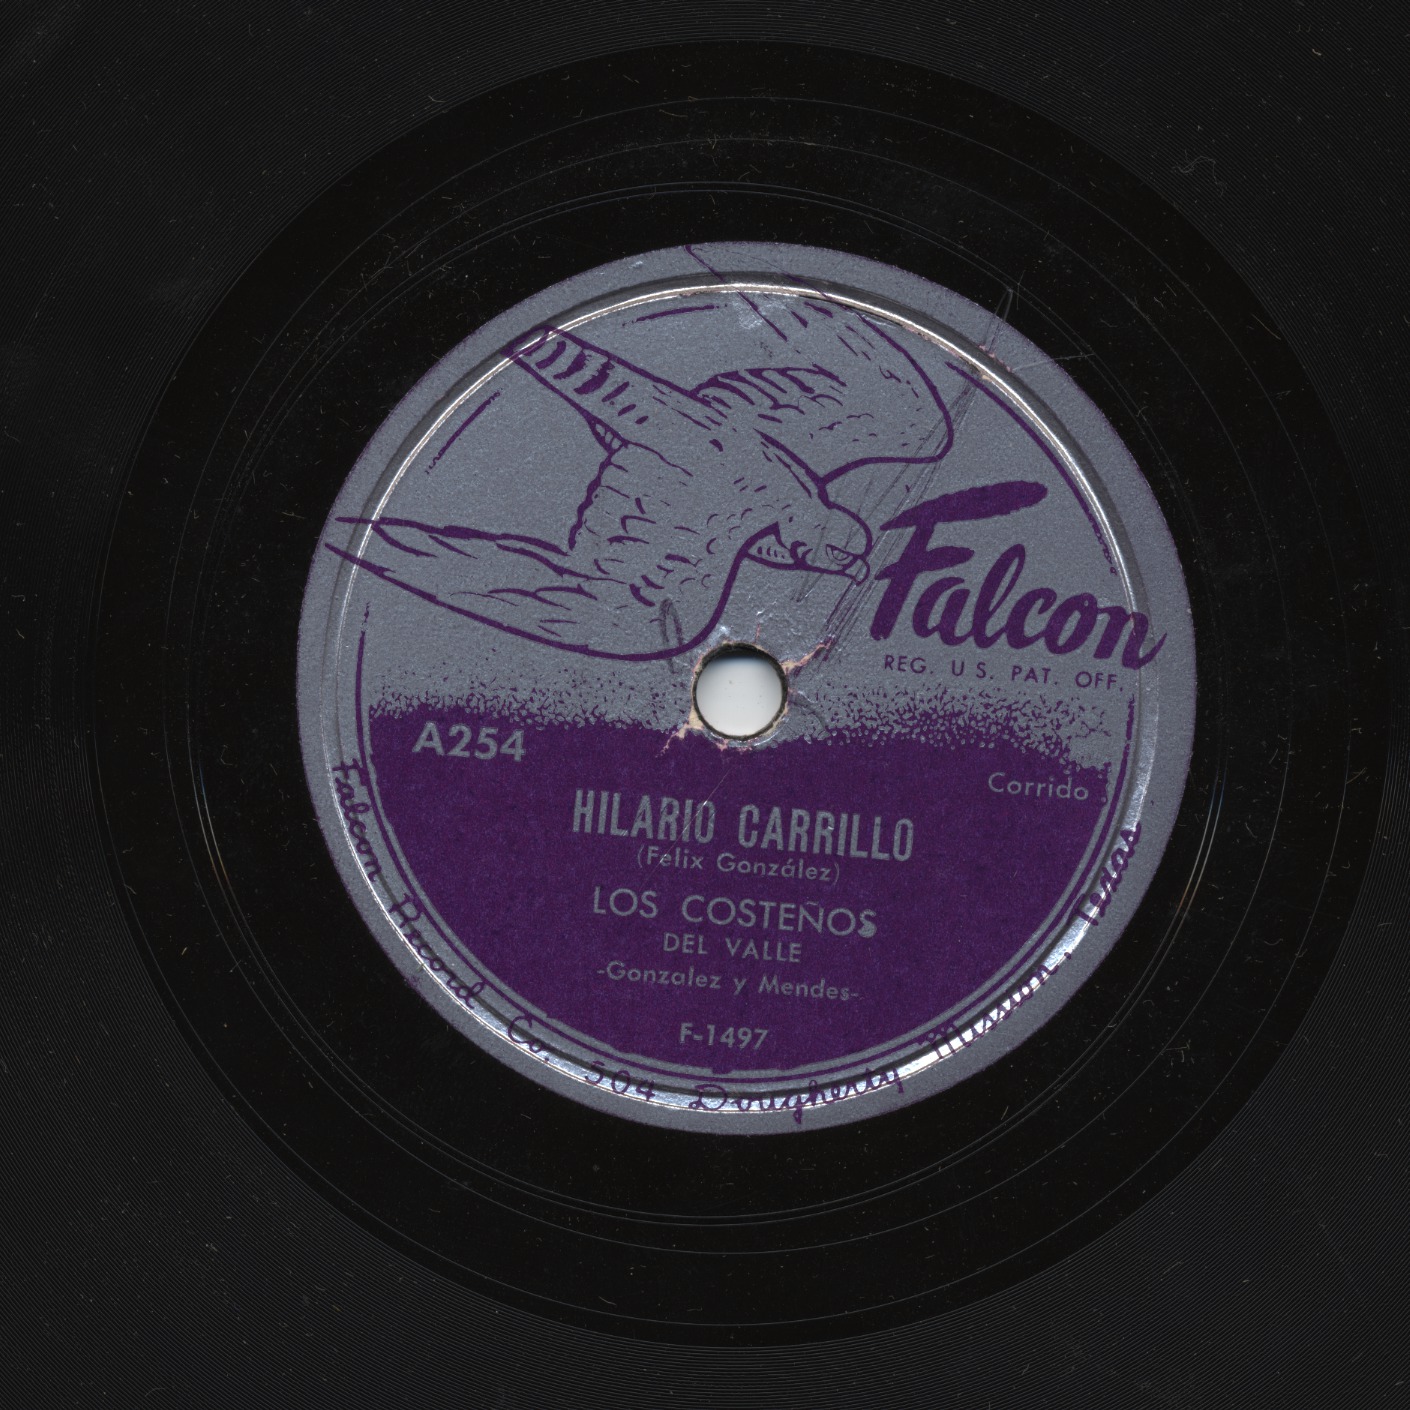 Falcon
REG. U.S. PAT. OFF.
A254
Corrido
HILARIO CARRILLO
(Felix González)
LOS COSTEÑOS
DEL VALLE
-Gonzalez y Mendes-
F-1497
Falcon Record Co. 504 Dougherty Mission, Texas